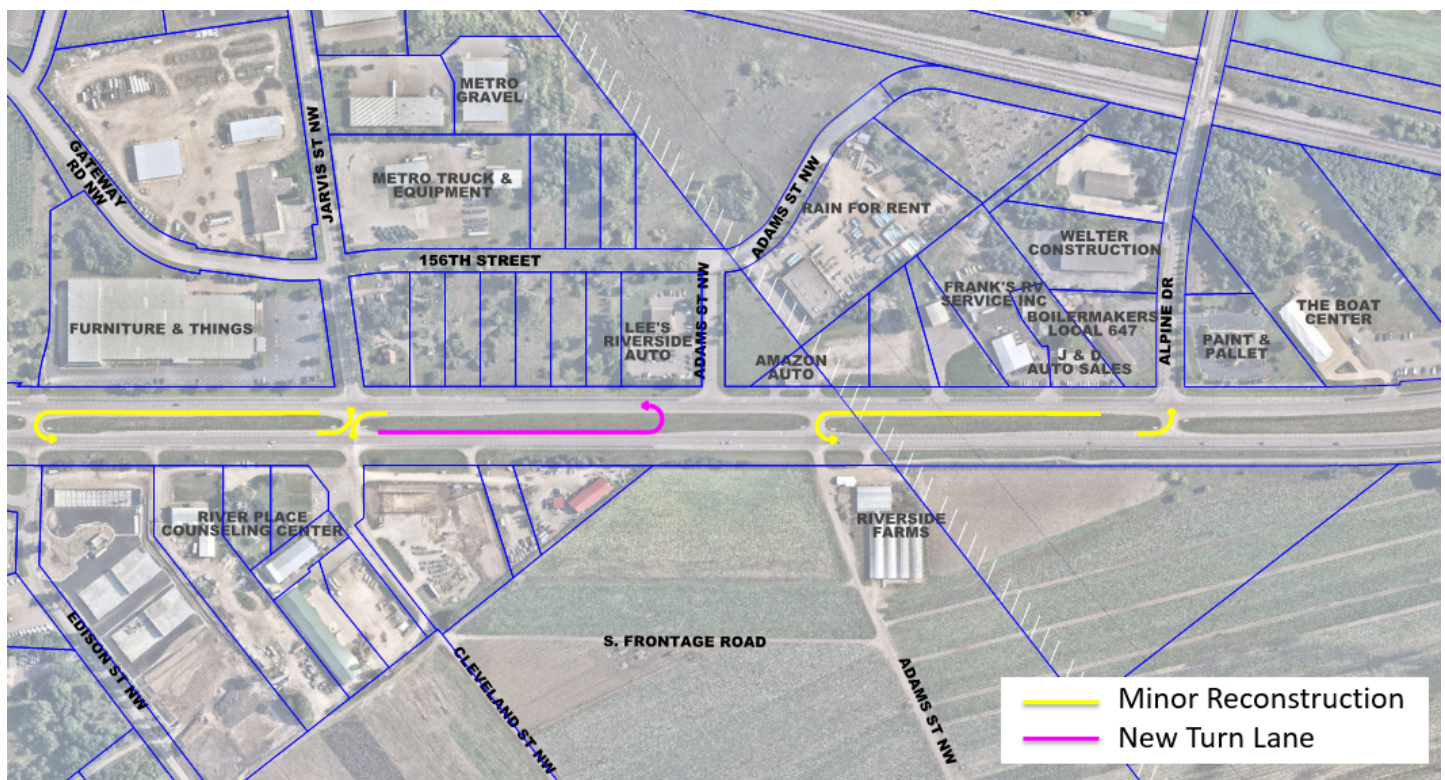 METRO
GRAVEL
JARVIS ST NW
GATEWAY
RD NW
METRO TRUCK &
EQUIPMENT
ADAMS ST NW
RAIN FOR RENT
WELTER
CONSTRUCTION
156TH STREET
ADAMS ST NW
FRANK'S RV
SERVICE INC
BOILERMAKERS
LOCAL 647
ALPINE DR
THE BOAT
CENTER
FURNITURE & THINGS
LEE'S
RIVERSIDE
AUTO
AMAZON
AUTO
J & D
AUTO SALES
PAINT &
PALLET
RIVER PLACE
COUNSELING CENTER
RIVERSIDE
FARMS
EDISON ST NW
CLEVELAND ST NW
S. FRONTAGE ROAD
ADAMS ST NW
Minor Reconstruction
New Turn Lane